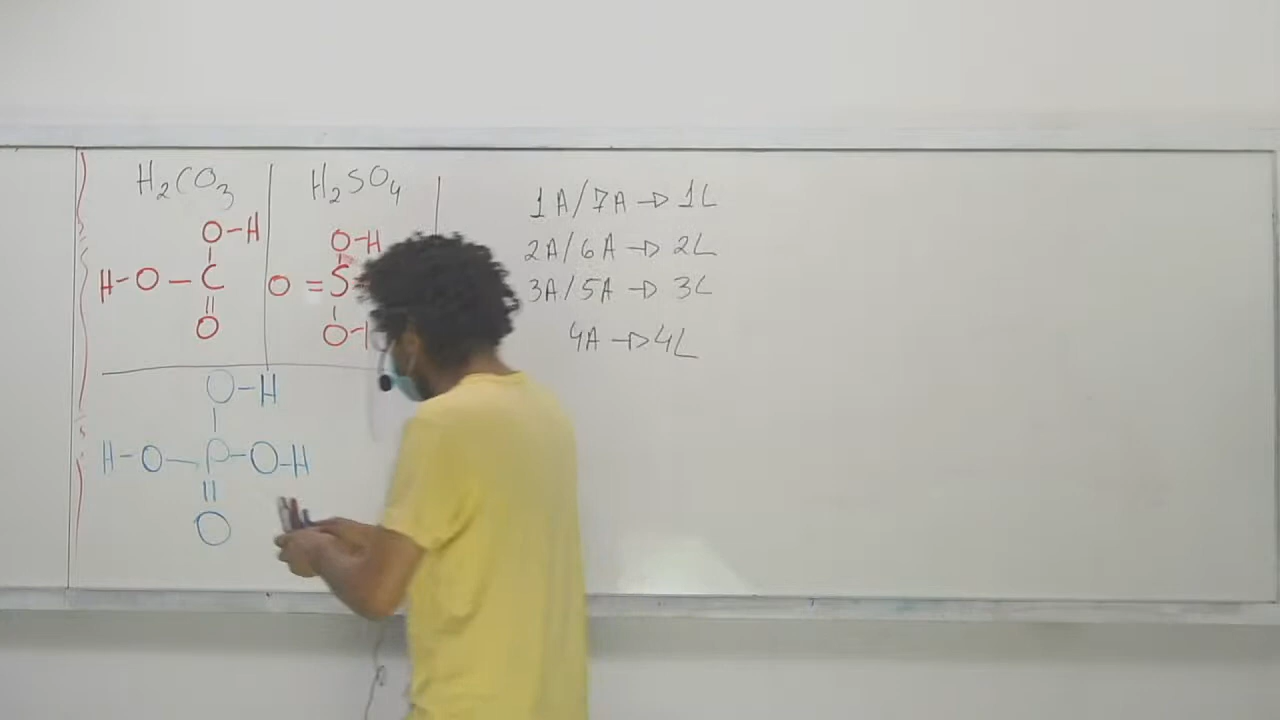 H₂CO₃
O-H
H-O-C
=
O
H₂SO₄
O-H
O=S
O-
O-H
H-O-P-O-H
=
O
1A/7A → 1L
2A/6A → 2L
3A/5A → 3L
4A → 4L